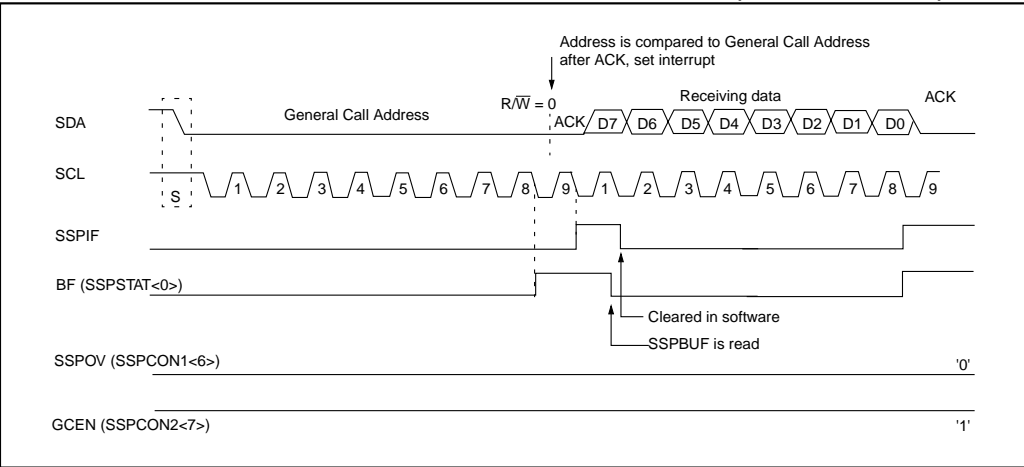 Address is compared to General Call Address
after ACK, set interrupt
R/W̅ = 0
General Call Address
Receiving data
ACK
SDA
ACK
D7 D6 D5 D4 D3 D2 D1 D0
SCL
S
1 2 3 4 5 6 7 8 9 1 2 3 4 5 6 7 8 9
SSPIF
BF (SSPSTAT<0>)
Cleared in software
SSPBUF is read
SSPOV (SSPCON1<6>)
'0'
GCEN (SSPCON2<7>)
'1'